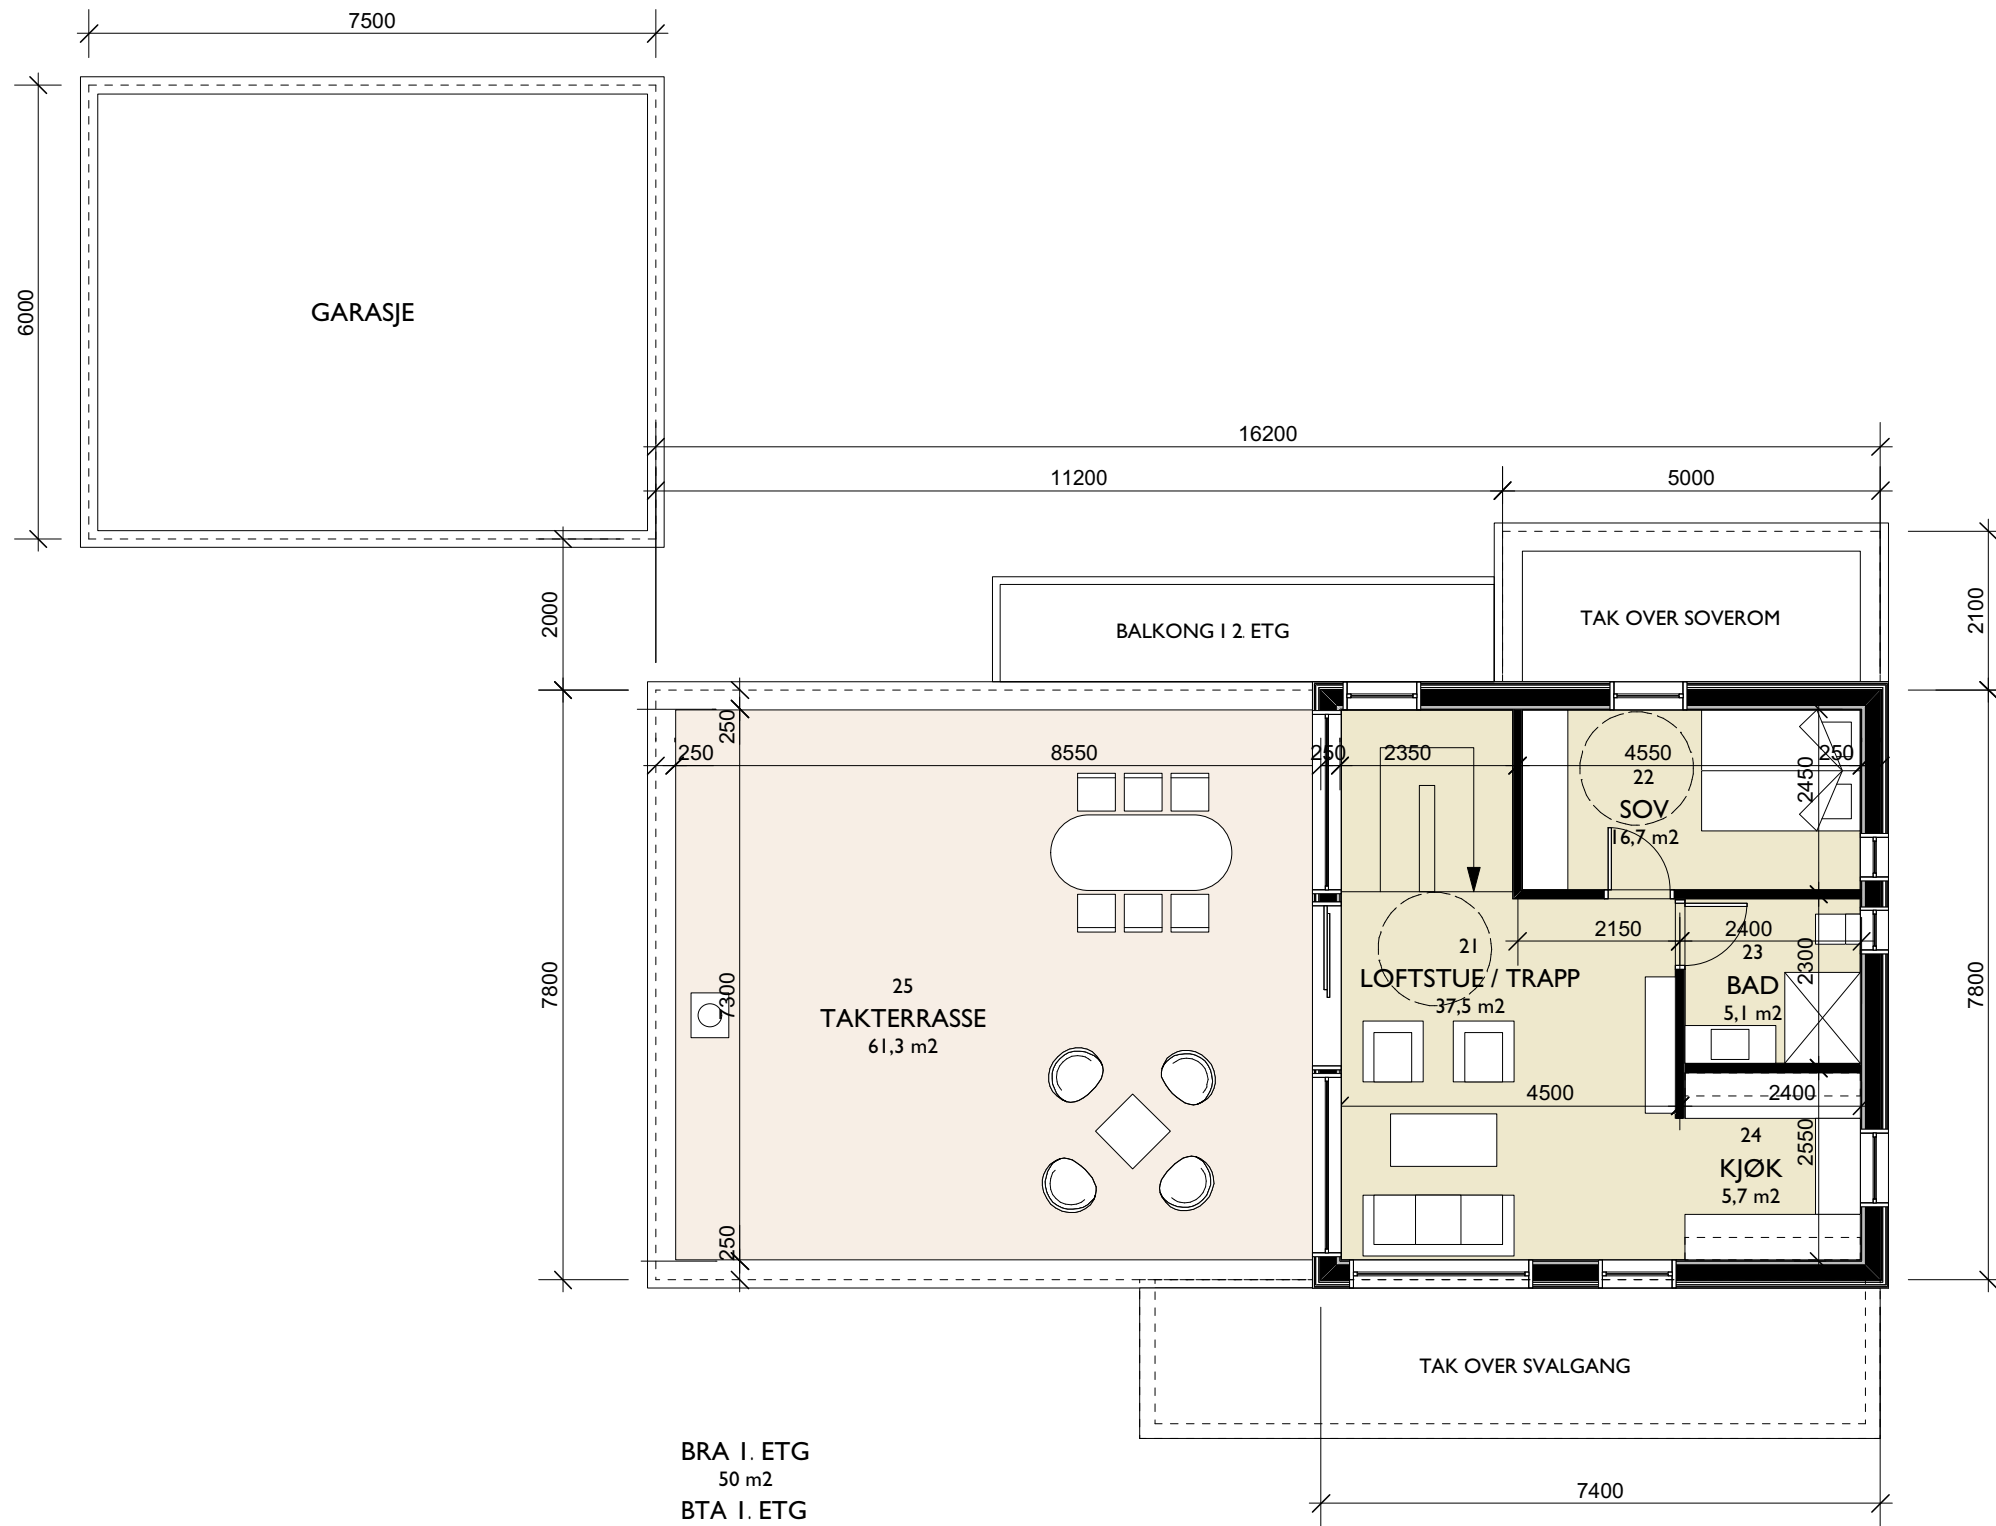 7500
6000
GARASJE
16200
11200
5000
2000
2100
BALKONG I 2. ETG
TAK OVER SOVEROM
250
250
8550
250
2350
4550
250
22
SOV
16,7 m2
2450
2150
2400
23
BAD
5,1 m2
2300
21
LOFTSTUE / TRAPP
37,5 m2
7800
7300
25
TAKTERRASSE
61,3 m2
7800
4500
2400
24
KJØK
5,7 m2
2550
250
TAK OVER SVALGANG
BRA 1. ETG
50 m2
BTA 1. ETG
7400